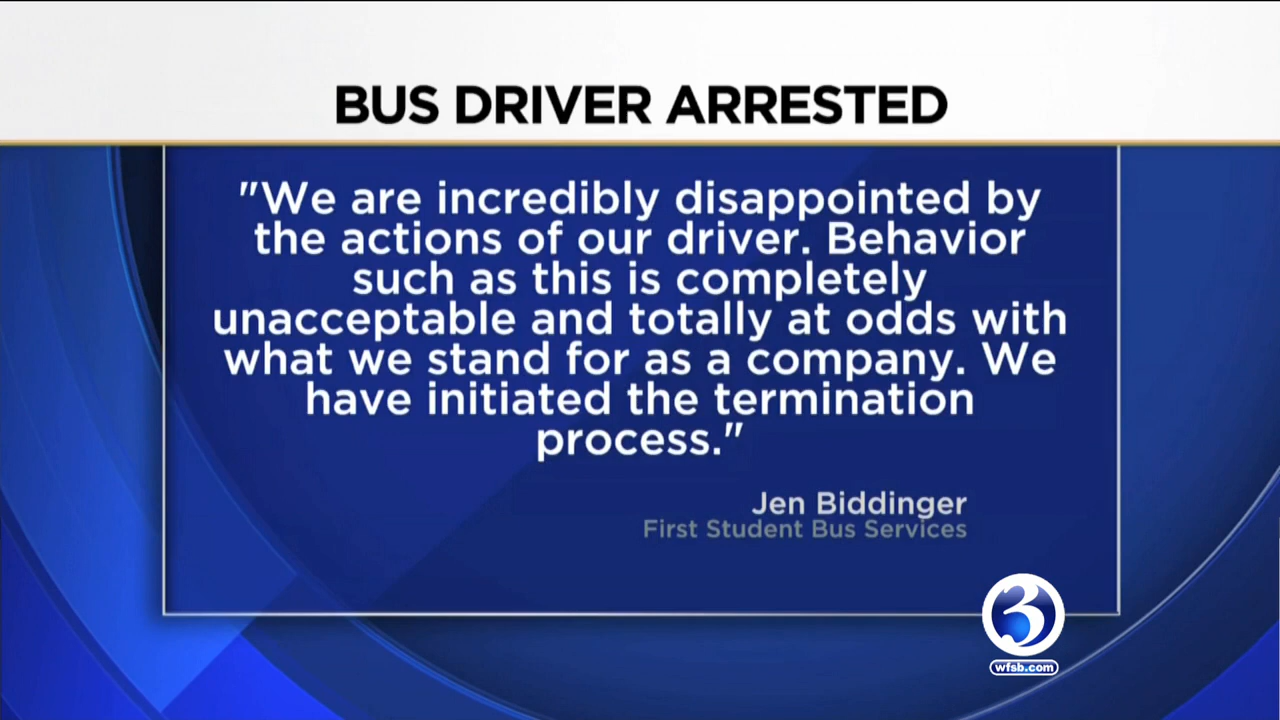 BUS DRIVER ARRESTED
"We are incredibly disappointed by
the actions of our driver. Behavior
such as this is completely
unacceptable and totally at odds with
what we stand for as a company. We
have initiated the termination
process."
Jen Biddinger
First Student Bus Services
3
wfsb.com